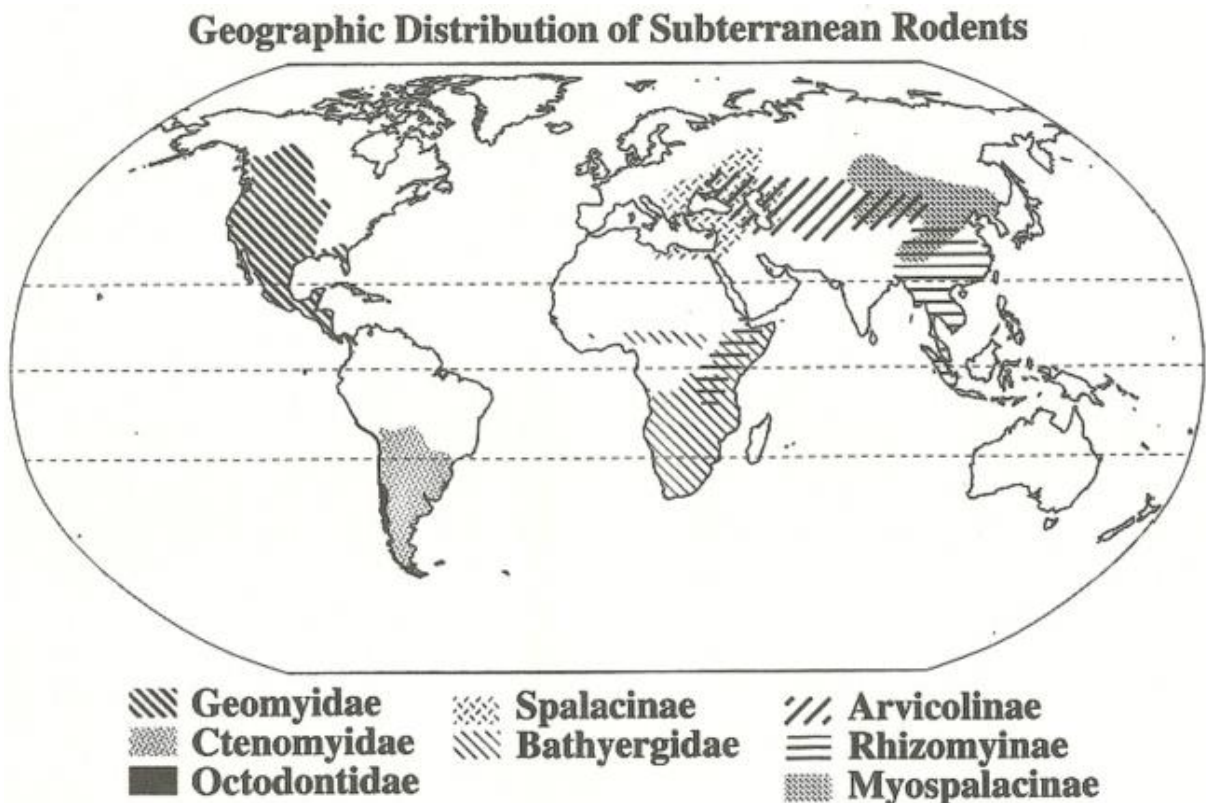 Geographic Distribution of Subterranean Rodents
Geomyidae
Ctenomyidae
Octodontidae
Spalacinae
Bathyergidae
Arvicolinae
Rhizomyinae
Myospalacinae